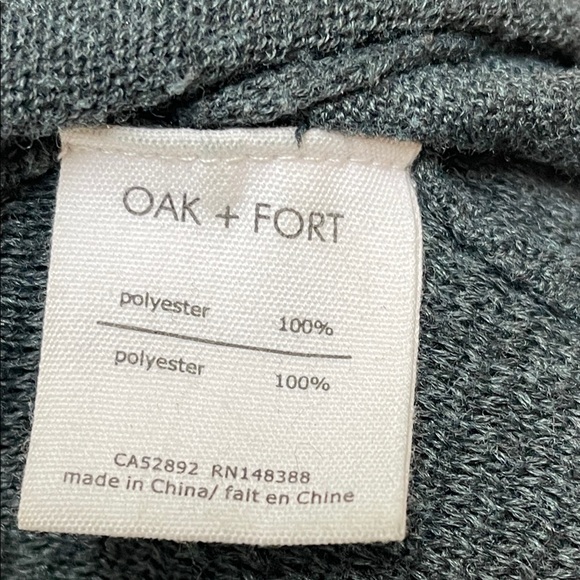 OAK + FORT
polyester 100%
polyester 100%
CA52892 RN148388
made in China/ fait en Chine